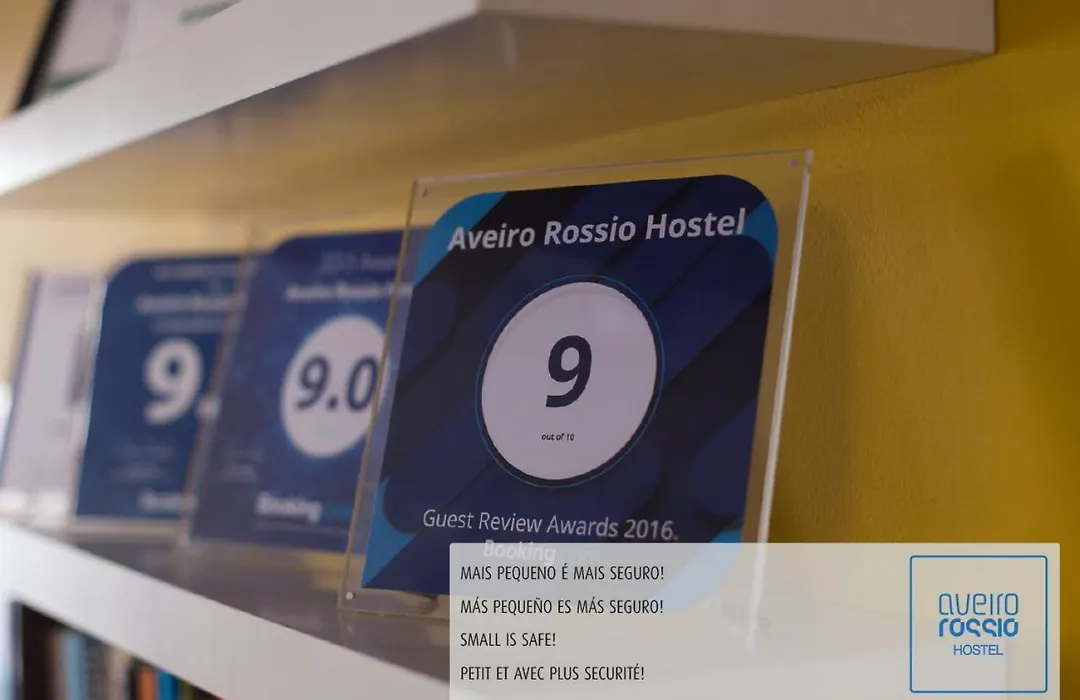 Aveiro Rossio Hostel
9
out of 10
Guest Review Awards 2016.
Booking
9.0
Booking
9.
MAIS PEQUENO É MAIS SEGURO!
MÁS PEQUEÑO ES MÁS SEGURO!
SMALL IS SAFE!
PETIT ET AVEC PLUS SECURITÉ!
aveiro
rossio
HOSTEL